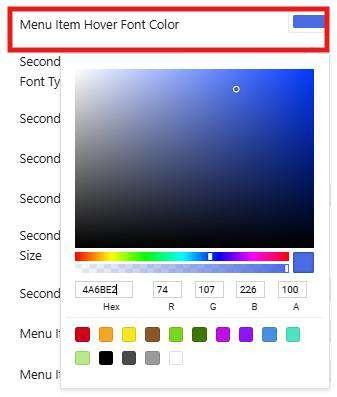 Menu Item Hover Font Color
Second
Font Ty
Second
Second
Second
Second
Size
4A6BE2 74 107 226 100
Hex R G B A
Second
Menu It
Menu It